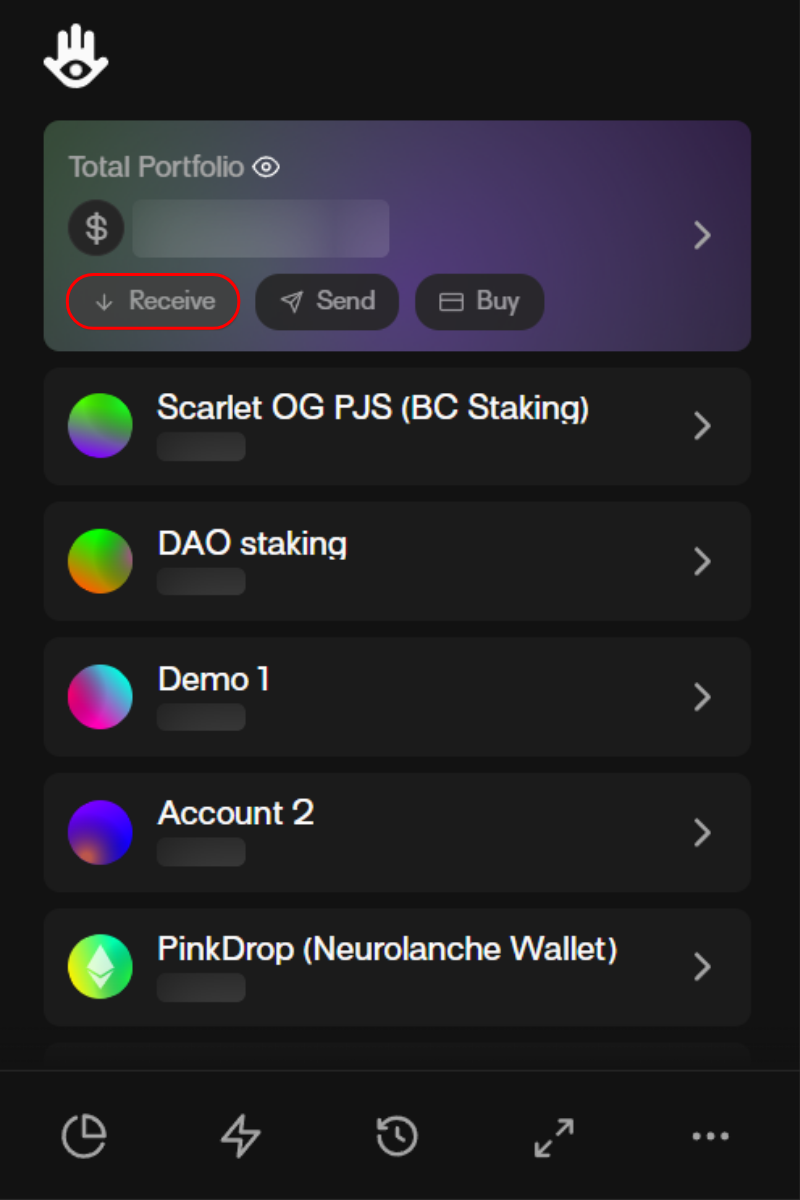 Total Portfolio
$
Receive Send Buy
Scarlet OG PJS (BC Staking)
DAO staking
Demo 1
Account 2
PinkDrop (Neurolanche Wallet)